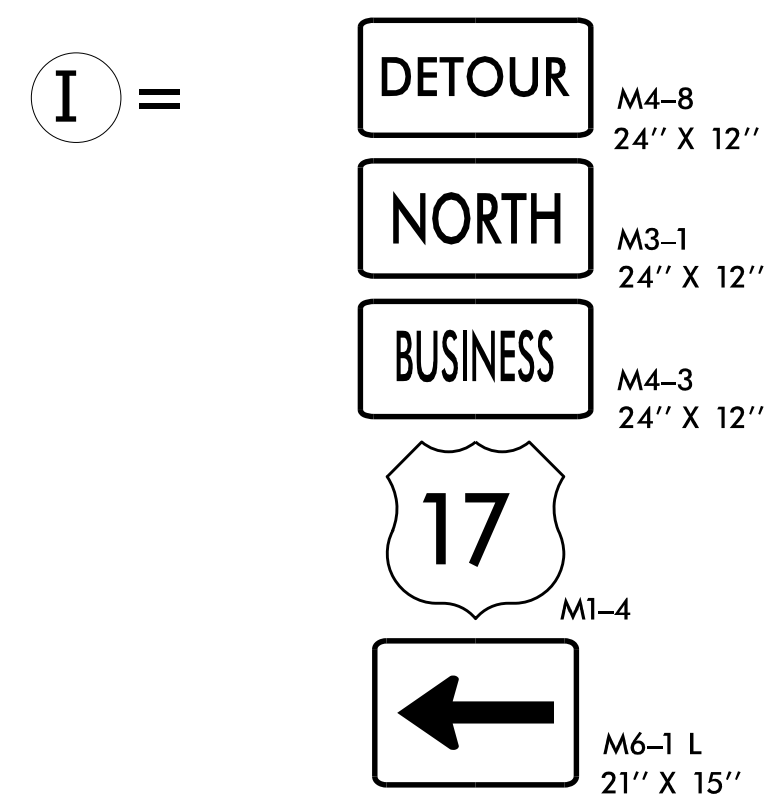 I =
DETOUR
M4–8
24′′ X 12′′
NORTH
M3–1
24′′ X 12′′
BUSINESS
M4–3
24′′ X 12′′
17
M1–4
M6–1 L
21′′ X 15′′